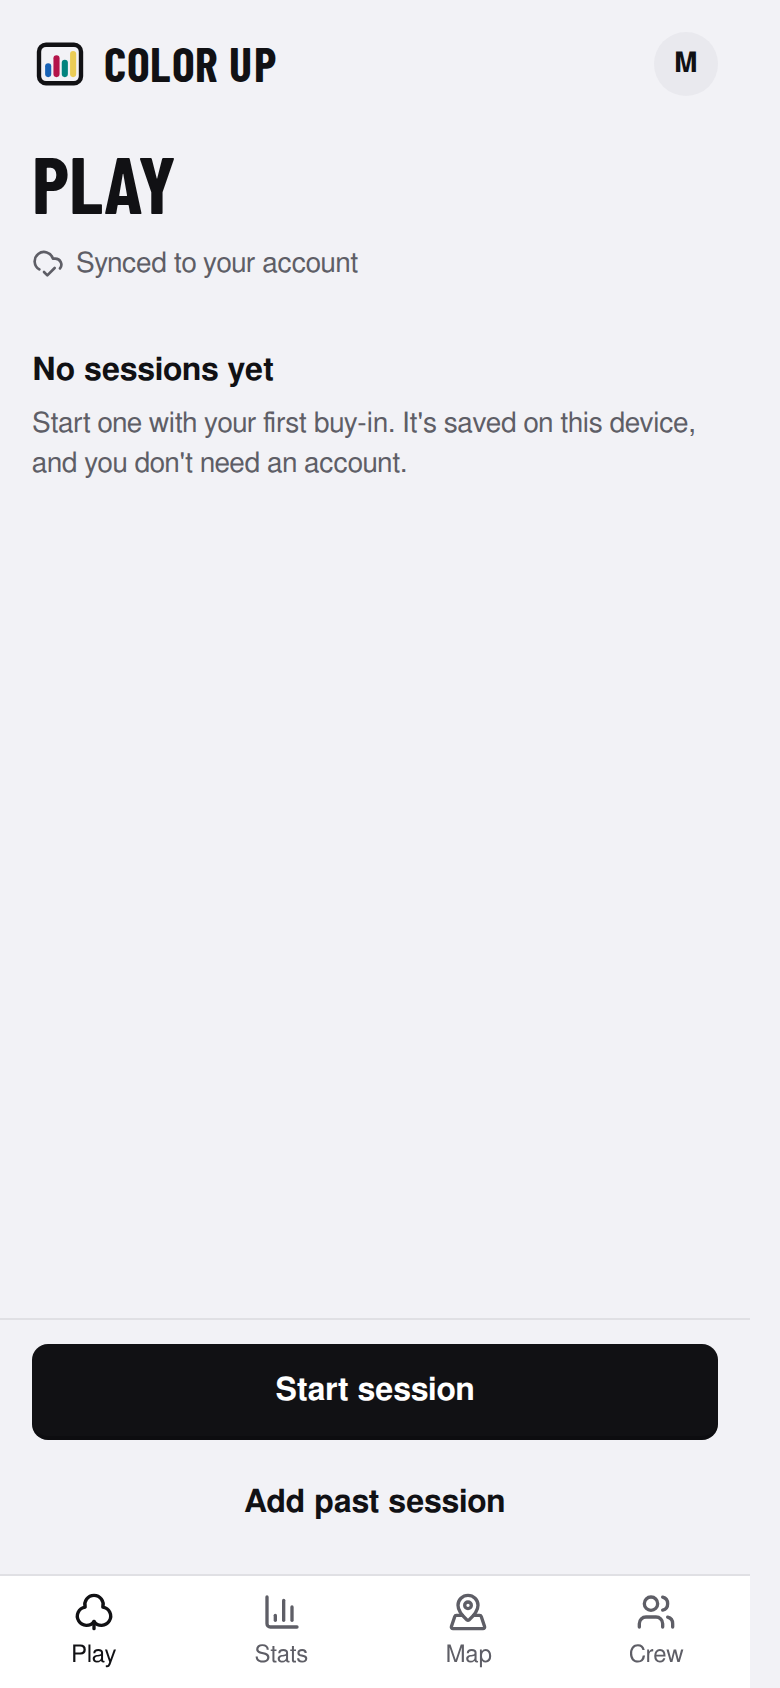 COLOR UP
M
PLAY
Synced to your account
No sessions yet
Start one with your first buy-in. It's saved on this device,
and you don't need an account.
Start session
Add past session
Play
Stats
Map
Crew